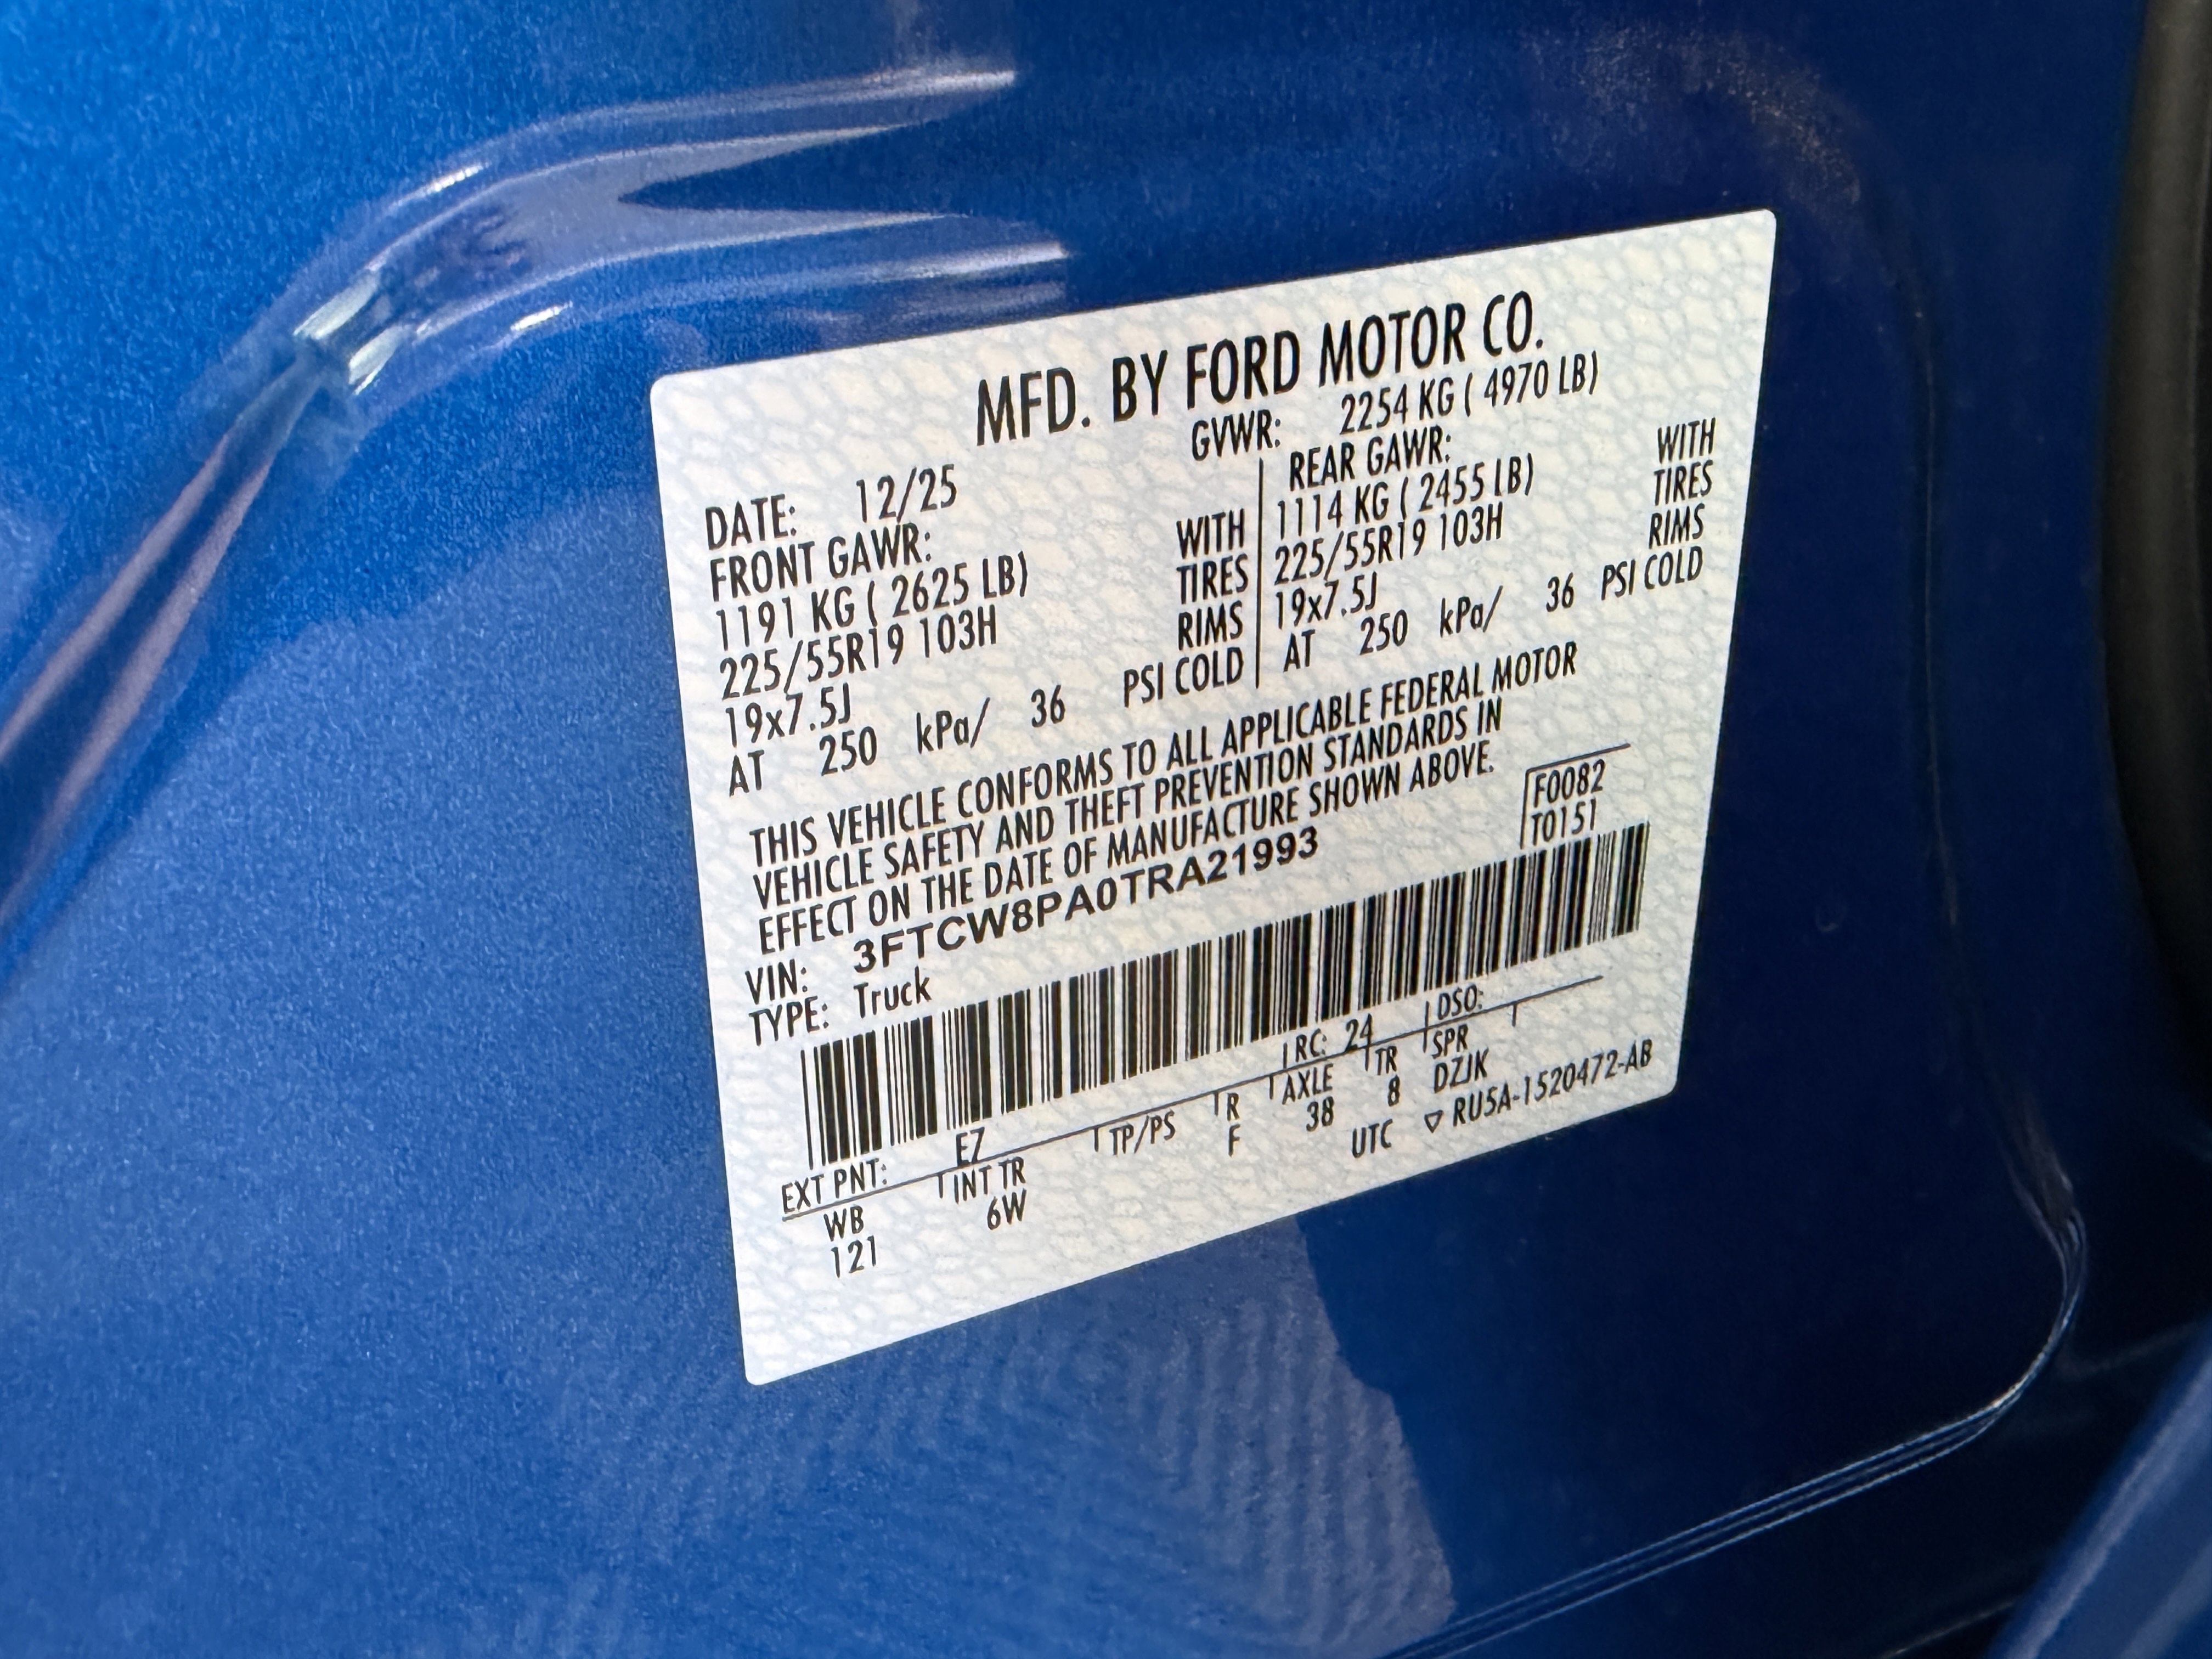 MFD. BY FORD MOTOR CO.
DATE: 12/25 GVWR: 2254 KG ( 4970 LB)
FRONT GAWR: WITH
1191 KG ( 2625 LB) TIRES
225/55R19 103H RIMS
19x7.5J
AT 250 kPa/ 36 PSI COLD
REAR GAWR: WITH
1114 KG ( 2455 LB) TIRES
225/55R19 103H RIMS
19x7.5J
AT 250 kPa/ 36 PSI COLD
THIS VEHICLE CONFORMS TO ALL APPLICABLE FEDERAL MOTOR
VEHICLE SAFETY AND THEFT PREVENTION STANDARDS IN
EFFECT ON THE DATE OF MANUFACTURE SHOWN ABOVE.
VIN: 3FTCW8PA0TRA21993
F0082
T0151
TYPE: Truck
EXT PNT: E7 RC: 24 DSO:
WB INT TR TP/PS R AXLE TR SPR
121 6W F 38 8 DZJK
UTC ▽ RU5A-1520472-AB